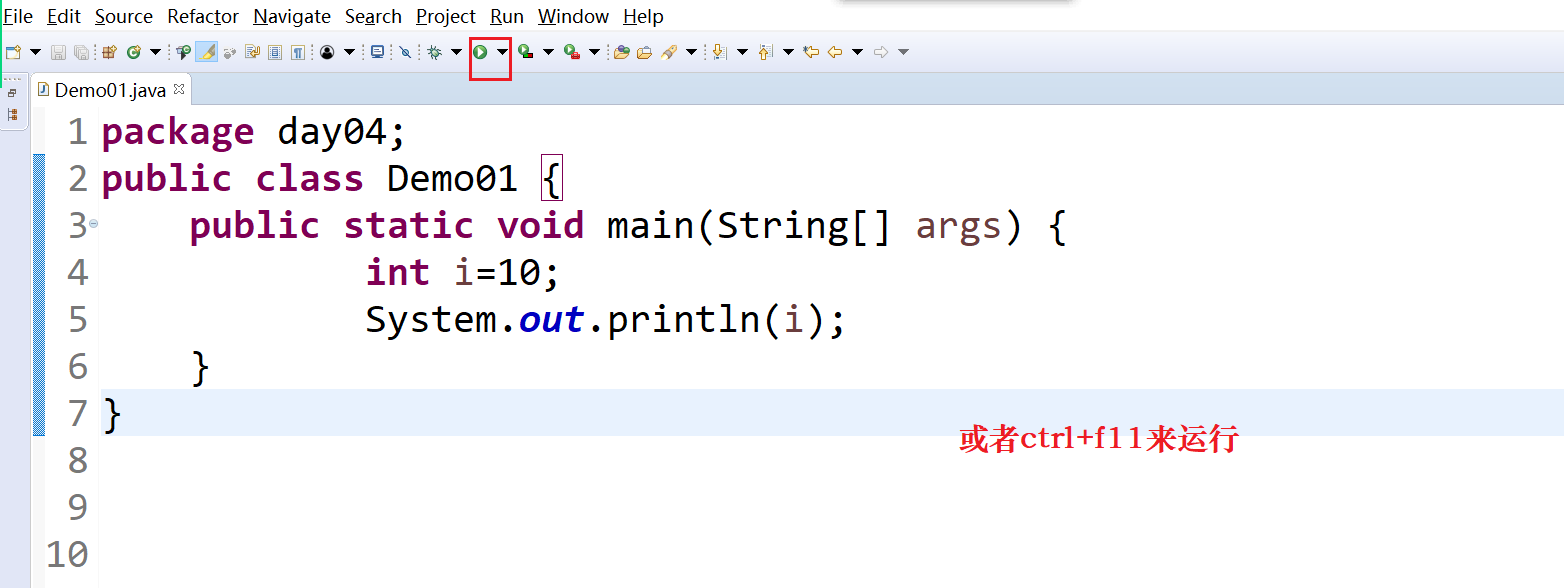 File Edit Source Refactor Navigate Search Project Run Window Help
Demo01.java
1 package day04;
2 public class Demo01 {
3 public static void main(String[] args) {
4 int i=10;
5 System.out.println(i);
6 }
7 }
或者ctrl+f11来运行
8
9
10